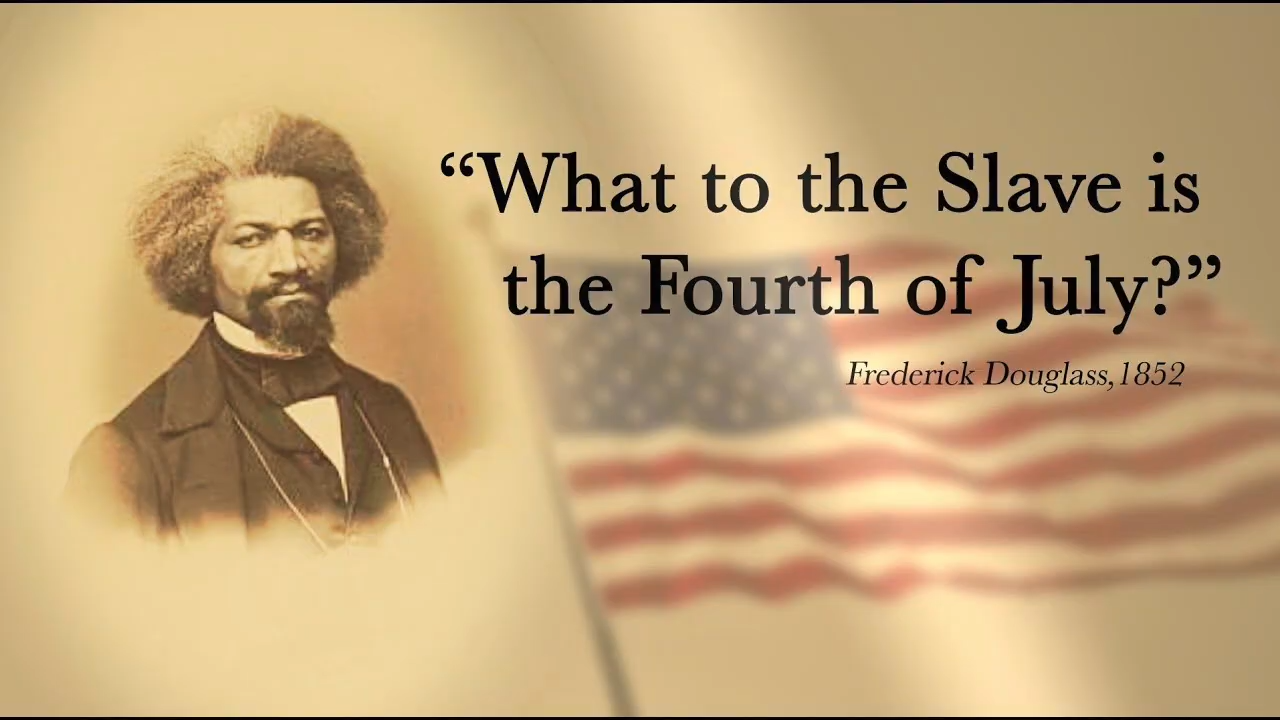 “What to the Slave is
the Fourth of July?”
Frederick Douglass,1852